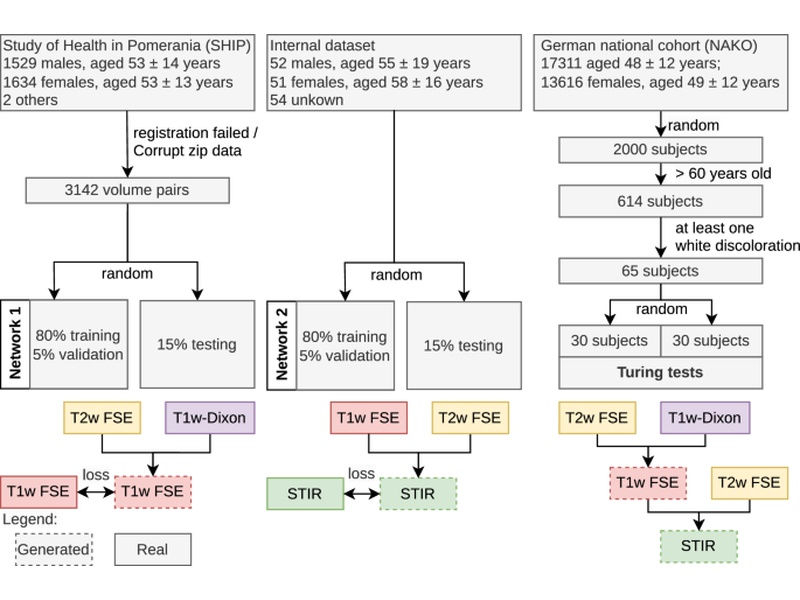 Study of Health in Pomerania (SHIP)
1529 males, aged 53 ± 14 years
1634 females, aged 53 ± 13 years
2 others
registration failed /
Corrupt zip data
3142 volume pairs
random
Network 1
80% training
5% validation
15% testing
T2w FSE
T1w-Dixon
T1w FSE
loss
T1w FSE
Legend:
Generated
Real
Internal dataset
52 males, aged 55 ± 19 years
51 females, aged 58 ± 16 years
54 unkown
random
Network 2
80% training
5% validation
15% testing
T1w FSE
T2w FSE
STIR
loss
STIR
German national cohort (NAKO)
17311 aged 48 ± 12 years;
13616 females, aged 49 ± 12 years
random
2000 subjects
> 60 years old
614 subjects
at least one
white discoloration
65 subjects
random
30 subjects
30 subjects
Turing tests
T2w FSE
T1w-Dixon
T1w FSE
T2w FSE
STIR